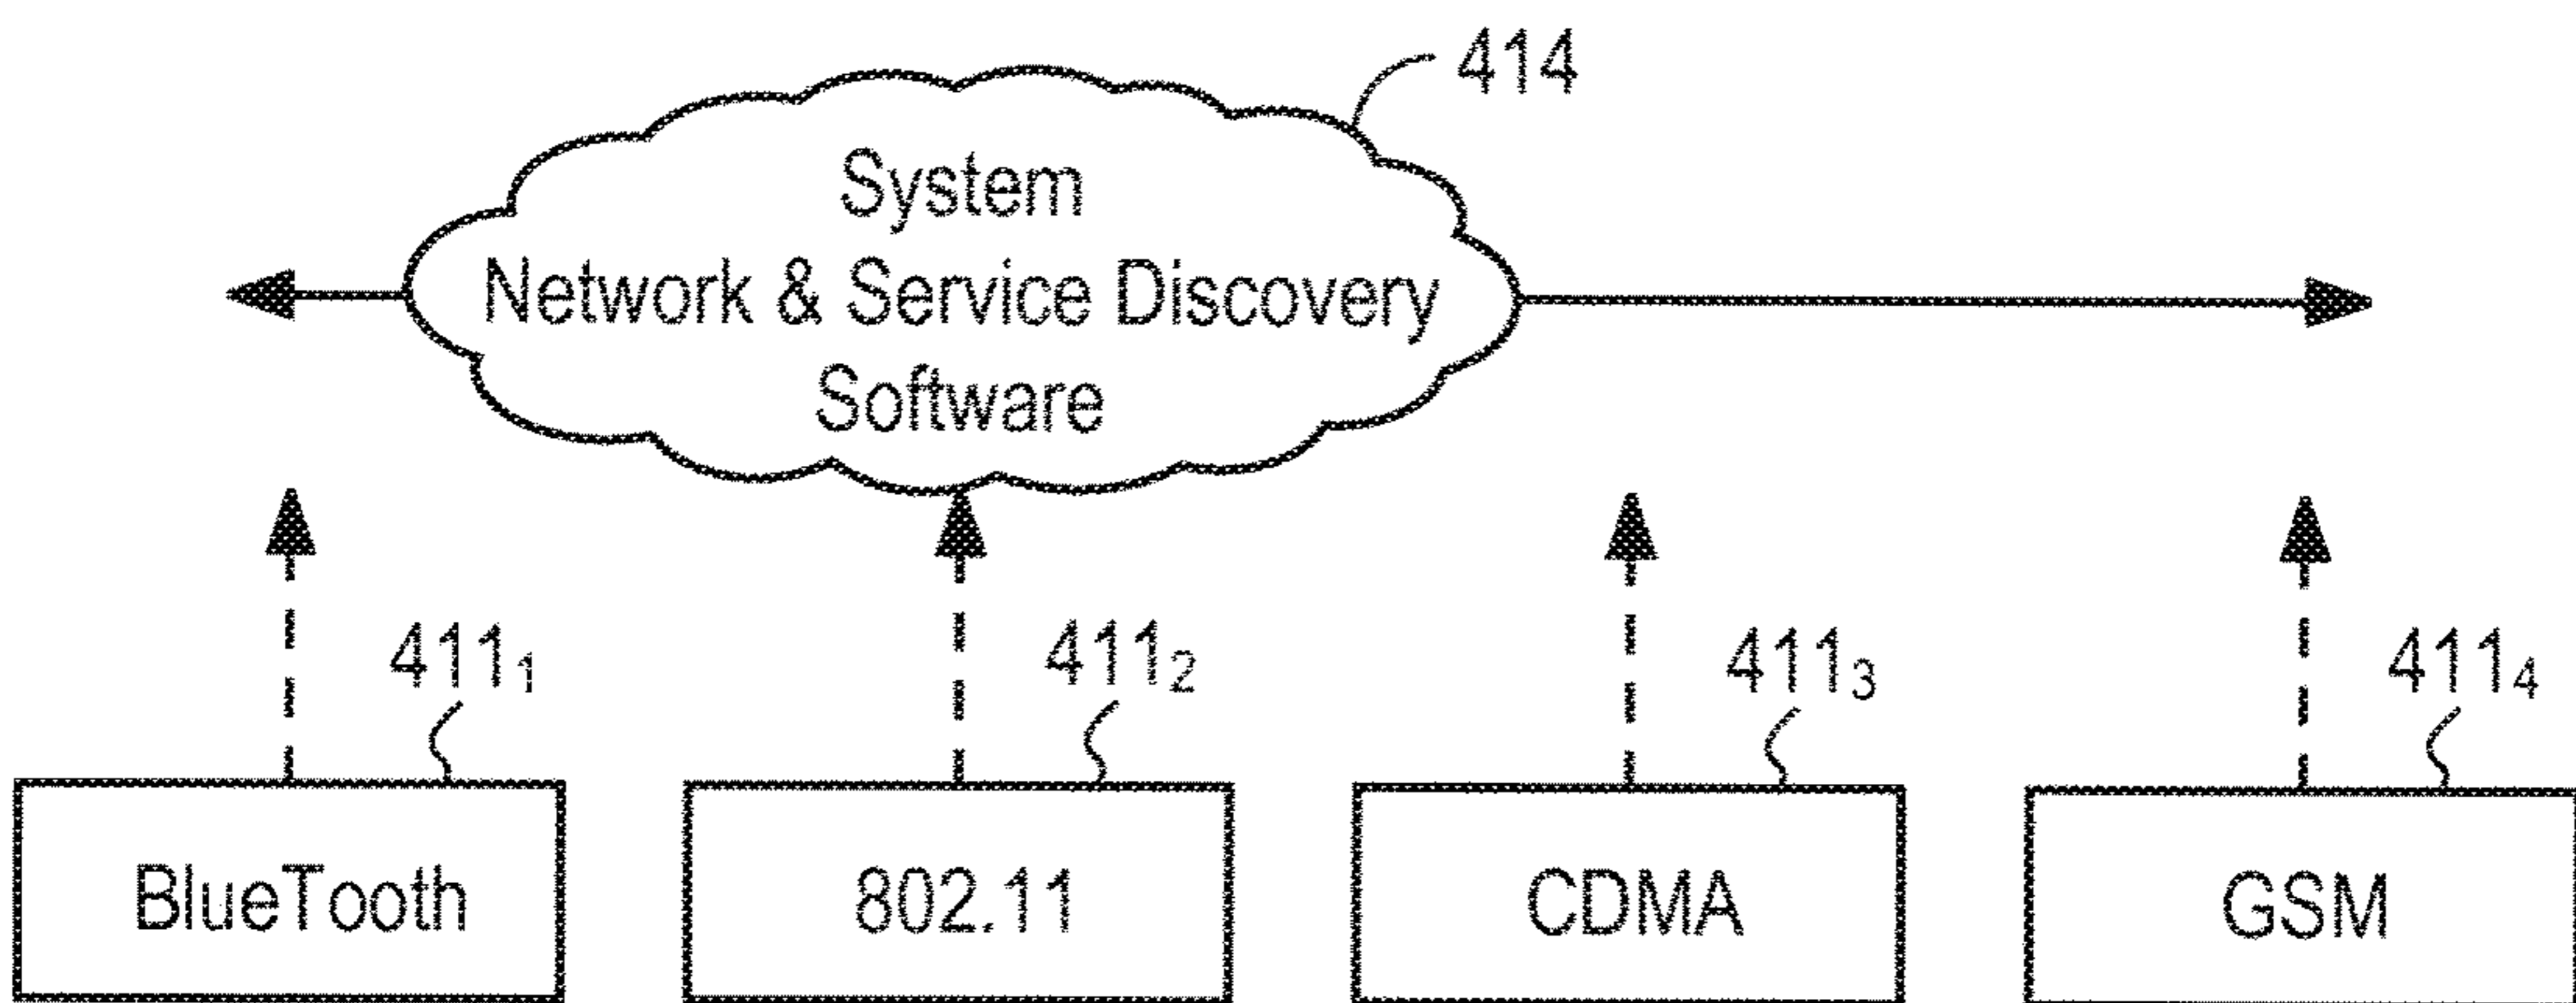 414
System
Network & Service Discovery
Software
411₁ 411₂ 411₃ 411₄
BlueTooth 802.11 CDMA GSM